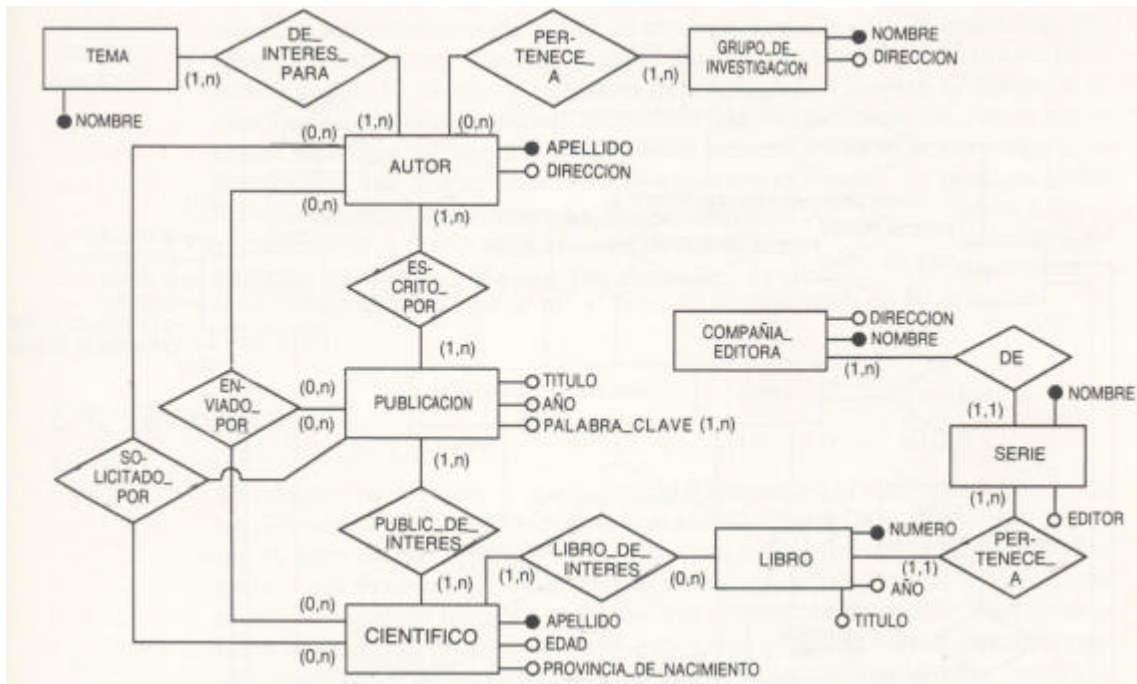 TEMA
(1,n)
NOMBRE
DE_
INTERES_
PARA
PER-
TENECE_
A
(1,n)
GRUPO_DE_
INVESTIGACION
NOMBRE
DIRECCION
(0,n)
(1,n)
(0,n)
AUTOR
APELLIDO
DIRECCION
(0,n)
(1,n)
ES-
CRITO_
POR
(1,n)
COMPAÑIA_
EDITORA
DIRECCION
NOMBRE
(1,n)
DE
EN-
VIADO_
POR
(0,n)
(0,n)
PUBLICACION
TITULO
AÑO
PALABRA_CLAVE (1,n)
(1,1)
NOMBRE
SO-
LICITADO_
POR
(1,n)
SERIE
(1,n)
EDITOR
PUBLIC_DE_
INTERES
(1,n)
(1,n)
LIBRO_DE_
INTERES
(0,n)
LIBRO
NUMERO
(1,1)
AÑO
TITULO
PER-
TENECE_
A
(0,n)
(0,n)
CIENTIFICO
APELLIDO
EDAD
PROVINCIA_DE_NACIMIENTO